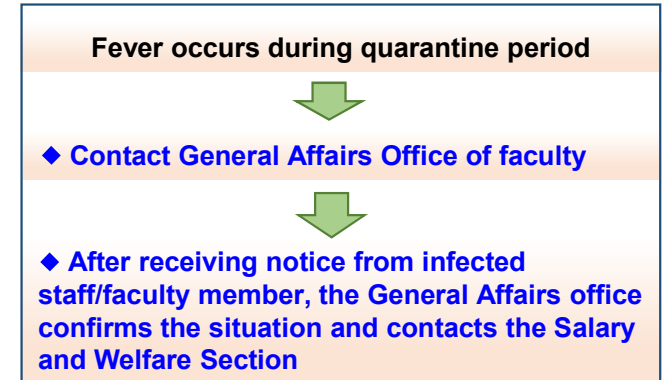 Fever occurs during quarantine period
◆ Contact General Affairs Office of faculty
◆ After receiving notice from infected
staff/faculty member, the General Affairs office
confirms the situation and contacts the Salary
and Welfare Section